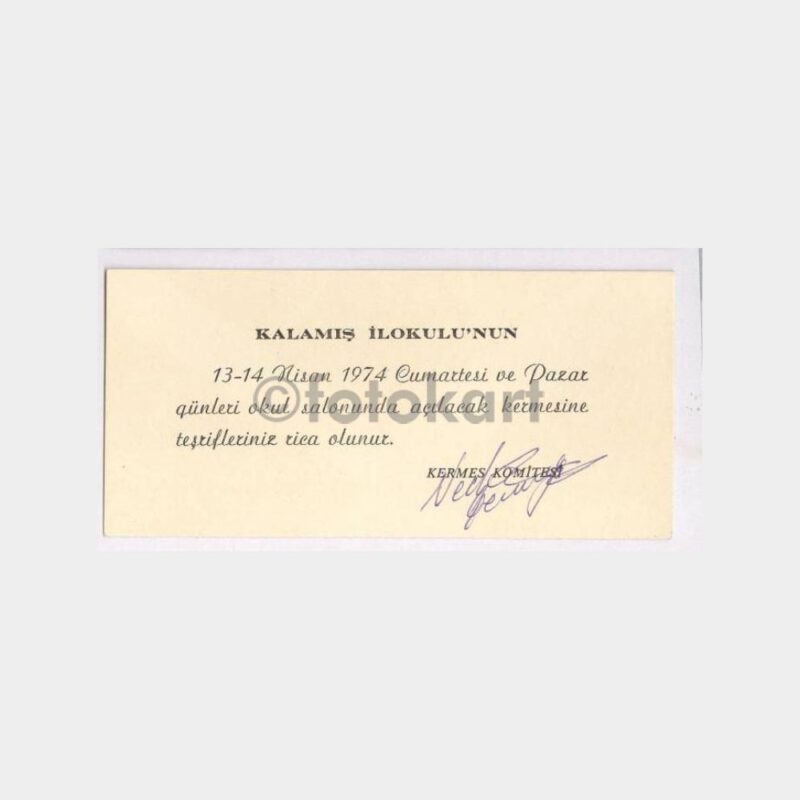 KALAMIŞ İLOKULU'NUN
13-14 Nisan 1974 Cumartesi ve Pazar
günleri okul salonunda açılacak kermesine
teşrifleriniz rica olunur.
©fotokart
KERMES KOMİTESİ